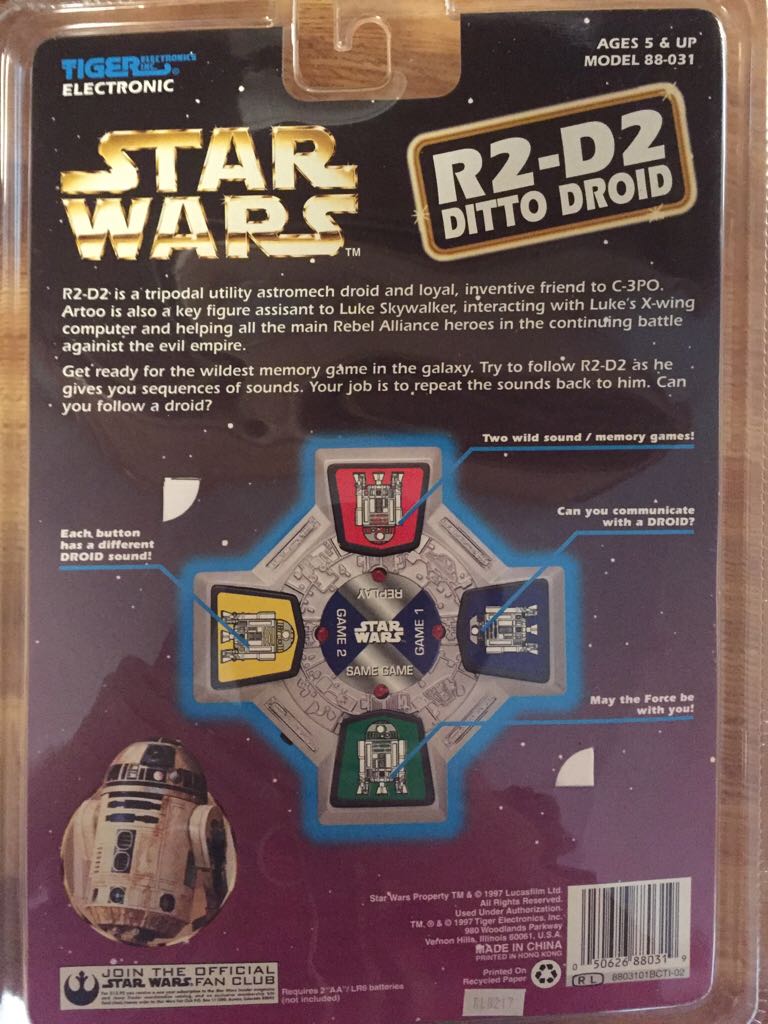 TIGER ELECTRONICS INC.®
ELECTRONIC
AGES 5 & UP
MODEL 88-031
STAR
WARS™
R2-D2
DITTO DROID
R2-D2 is a tripodal utility astromech droid and loyal, inventive friend to C-3PO.
Artoo is also a key figure assisant to Luke Skywalker, interacting with Luke's X-wing
computer and helping all the main Rebel Alliance heroes in the continuing battle
againist the evil empire.
Get ready for the wildest memory game in the galaxy. Try to follow R2-D2 as he
gives you sequences of sounds. Your job is to repeat the sounds back to him. Can
you follow a droid?
Two wild sound / memory games!
Can you communicate
with a DROID?
Each button
has a different
DROID sound!
REPLAY
GAME 2
STAR
WARS
GAME 1
SAME GAME
May the Force be
with you!
Star Wars Property TM & © 1997 Lucasfilm Ltd.
All Rights Reserved.
Used Under Authorization.
TM, ® & © 1997 Tiger Electronics, Inc.
980 Woodlands Parkway
Vernon Hills, Illinois 60061, U.S.A.
MADE IN CHINA
PRINTED IN HONG KONG
Printed On
Recycled Paper
0 50626 88031 9
R L
8803101BCTI-02
JOIN THE OFFICIAL
STAR WARS FAN CLUB
Requires 2 "AA"/ LR6 batteries
(not included)